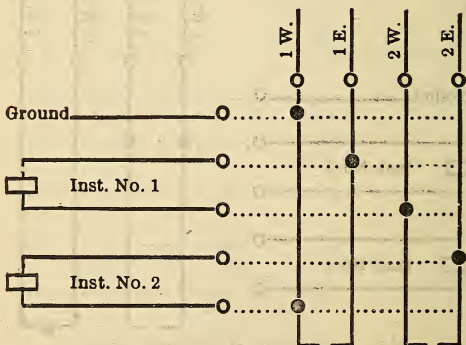 1 W.
1 E.
2 W.
2 E.
Ground
Inst. No. 1
Inst. No. 2